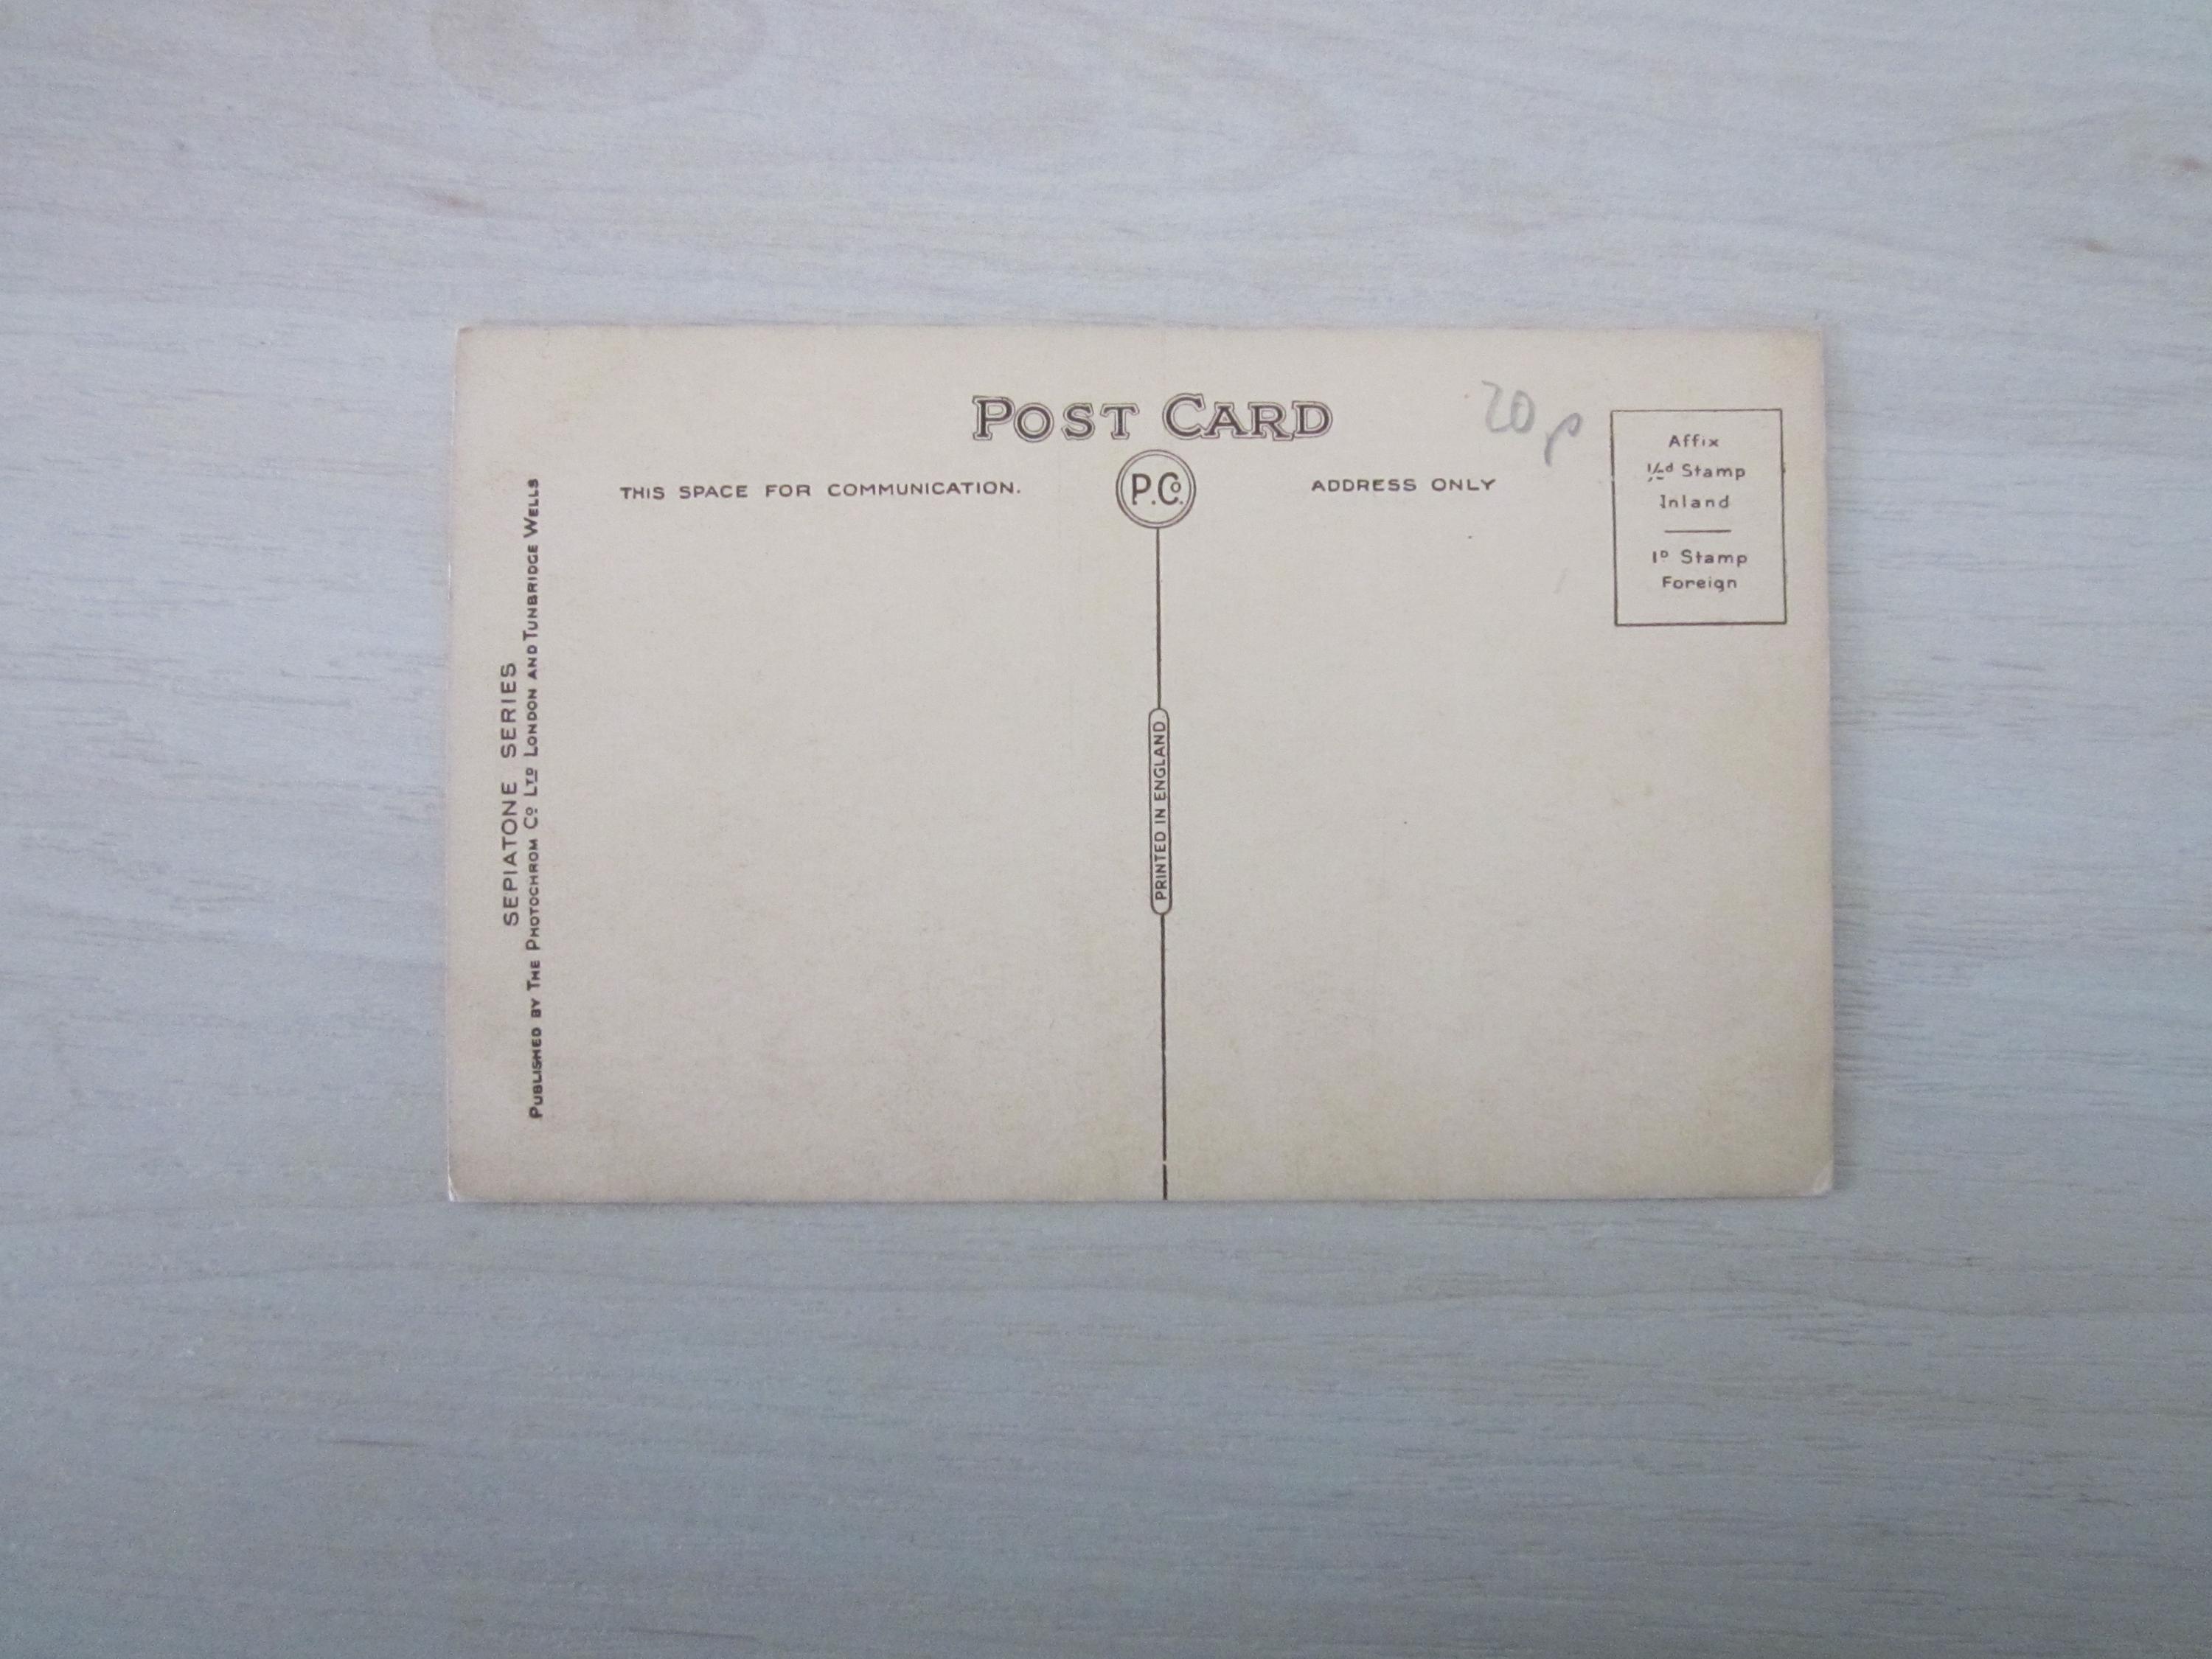 POST CARD
20p
THIS SPACE FOR COMMUNICATION.
P.Co.
ADDRESS ONLY
Affix
½d Stamp
Inland
1D Stamp
Foreign
PRINTED IN ENGLAND
SEPIATONE SERIES
PUBLISHED BY THE PHOTOCHROM CO LTD LONDON AND TUNBRIDGE WELLS